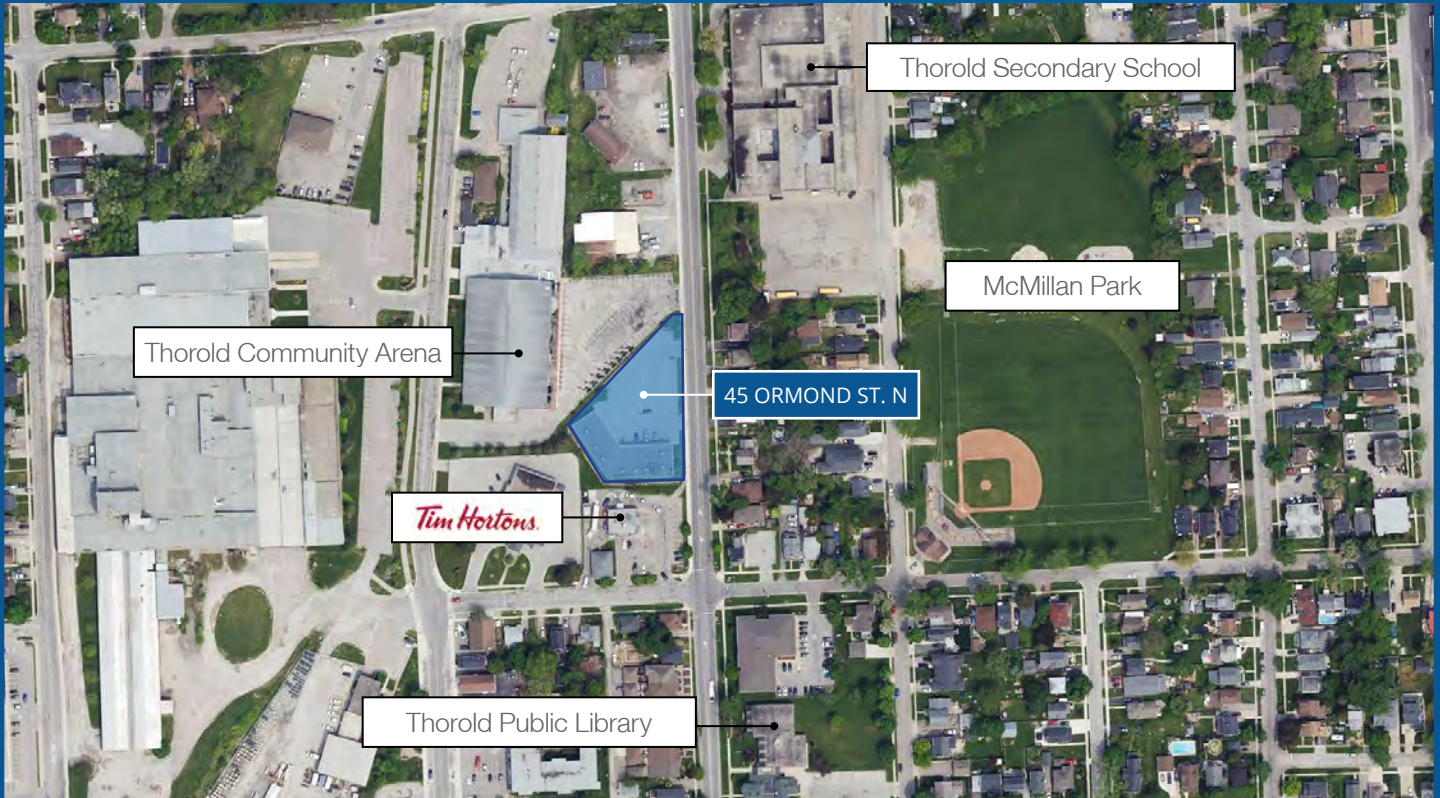 Thorold Secondary School
McMillan Park
Thorold Community Arena
45 ORMOND ST. N
Tim Hortons.
Thorold Public Library